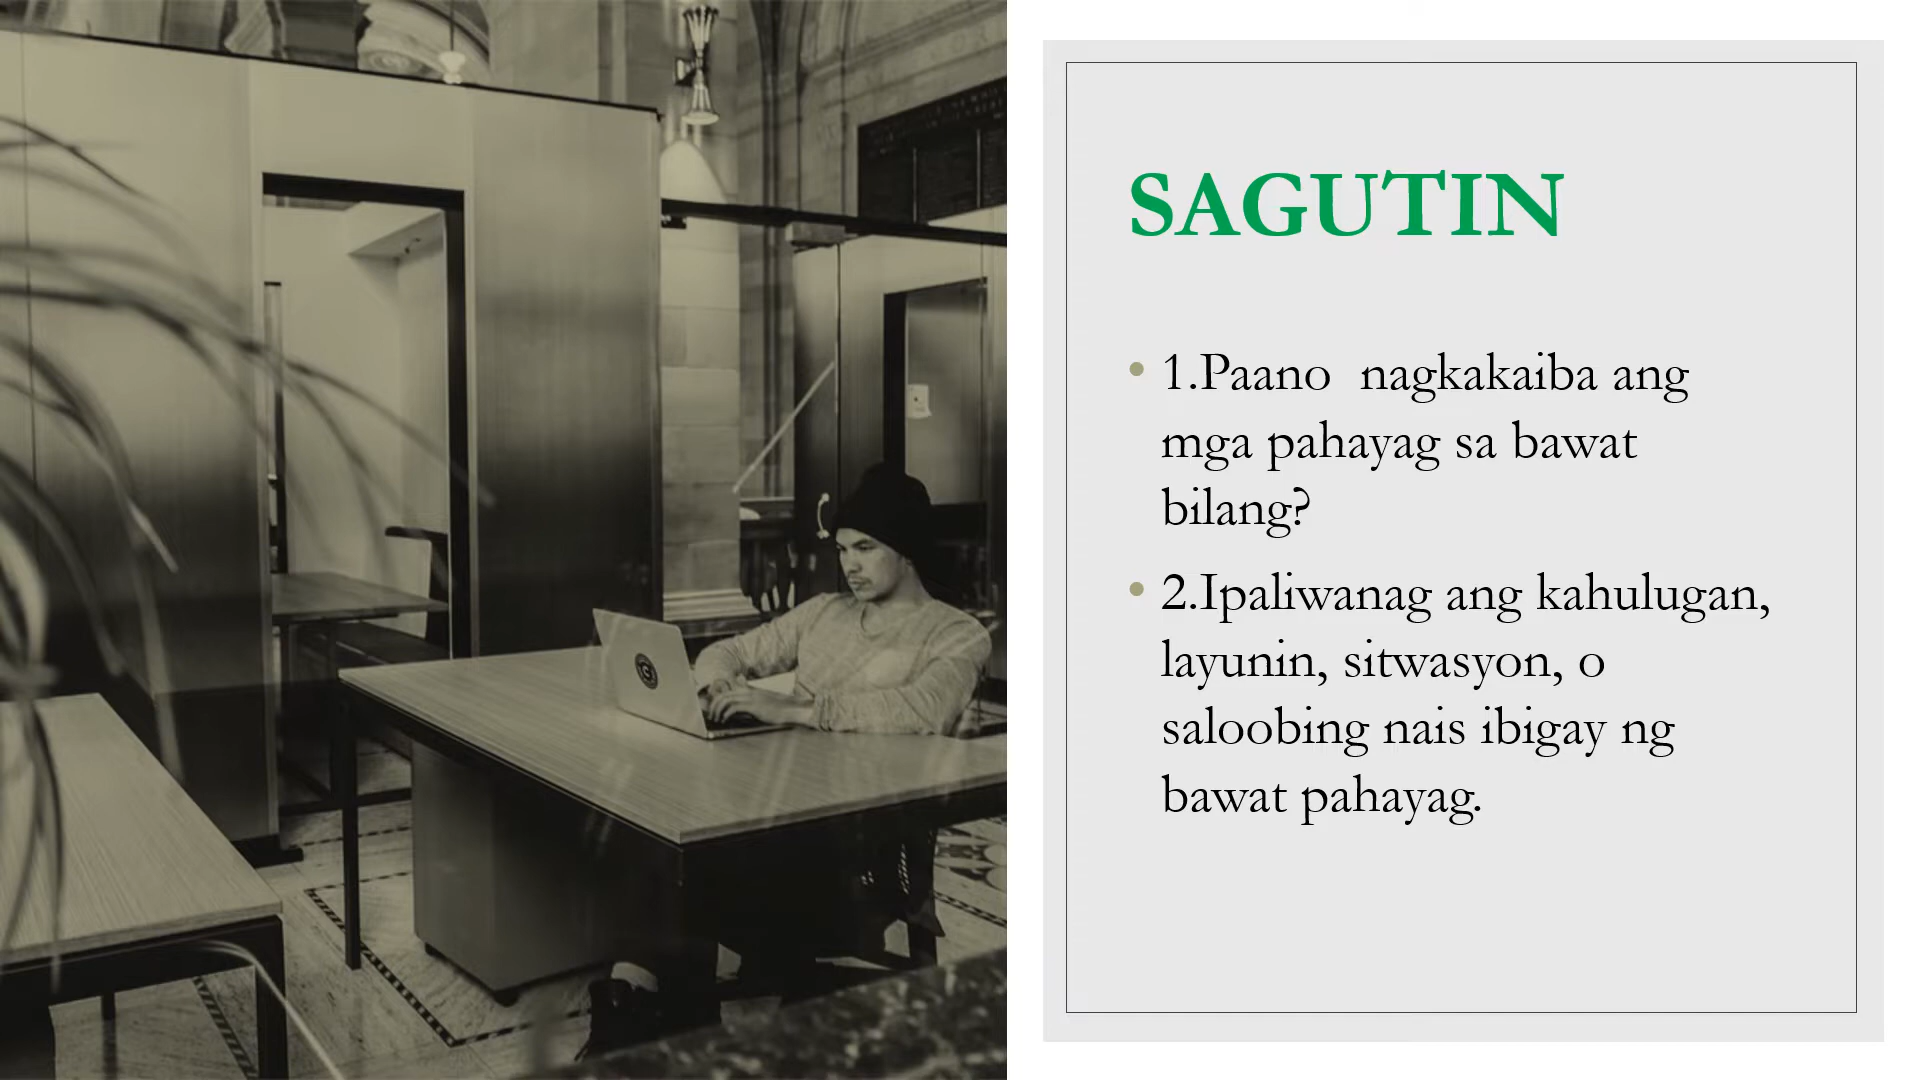 SAGUTIN
• 1.Paano  nagkakaiba ang
mga pahayag sa bawat
bilang?
• 2.Ipaliwanag ang kahulugan,
layunin, sitwasyon, o
saloobing nais ibigay ng
bawat pahayag.